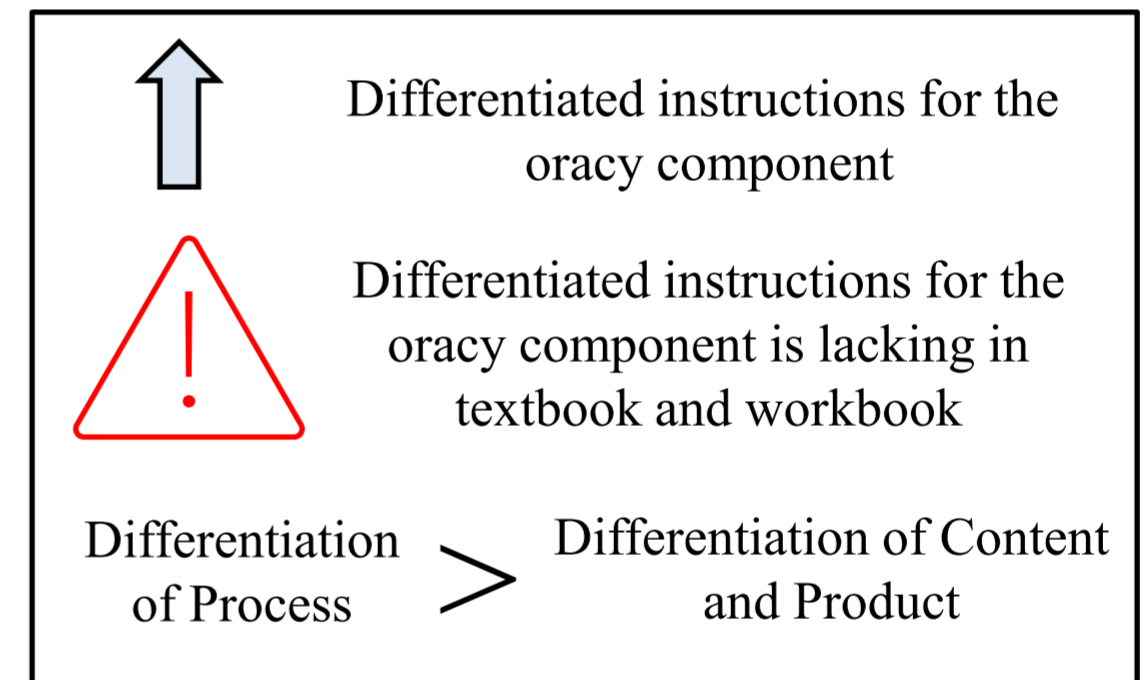 Differentiated instructions for the
oracy component
Differentiated instructions for the
oracy component is lacking in
textbook and workbook
Differentiation
of Process
>
Differentiation of Content
and Product